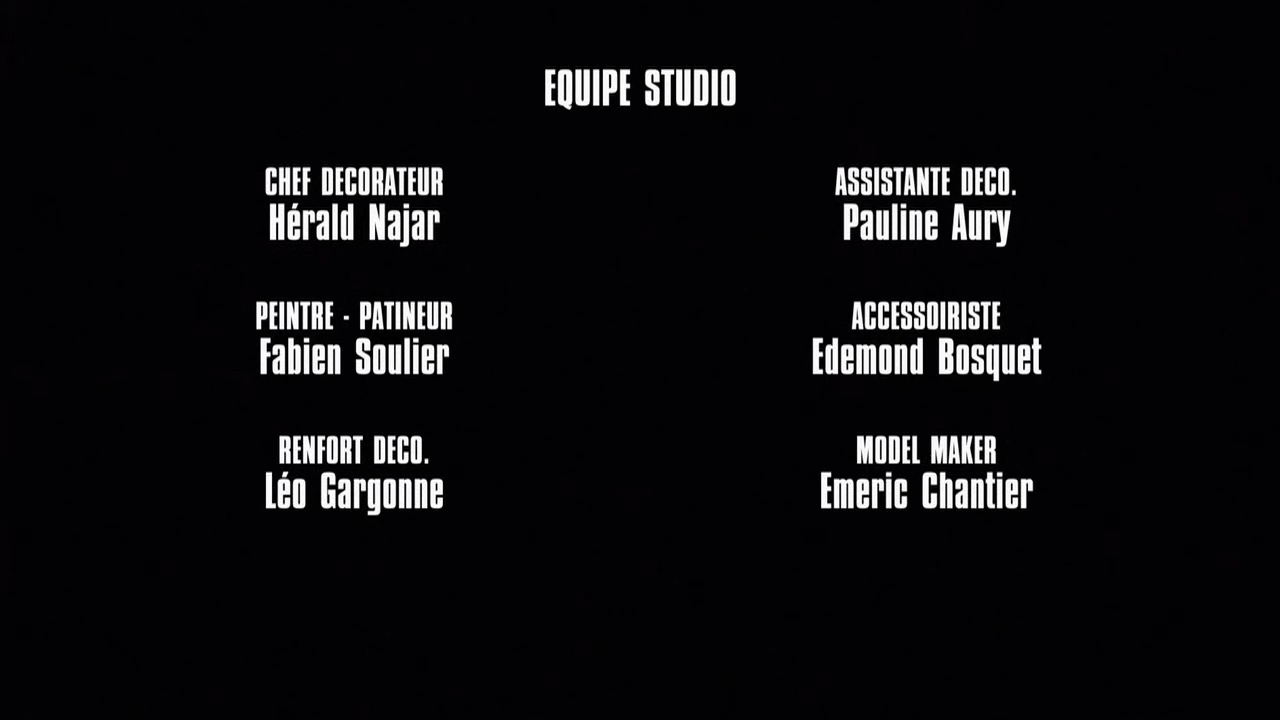 EQUIPE STUDIO
CHEF DECORATEUR
Hérald Najar
ASSISTANTE DECO.
Pauline Aury
PEINTRE - PATINEUR
Fabien Soulier
ACCESSOIRISTE
Edemond Bosquet
RENFORT DECO.
Léo Gargonne
MODEL MAKER
Emeric Chantier